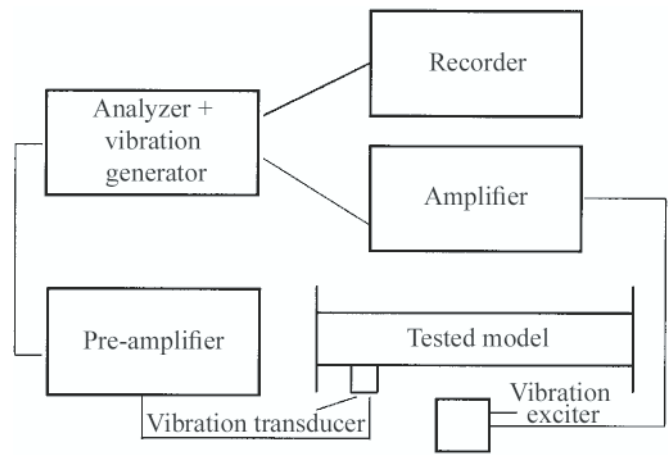 Recorder
Analyzer +
vibration
generator
Amplifier
Pre-amplifier
Tested model
Vibration transducer
Vibration
exciter